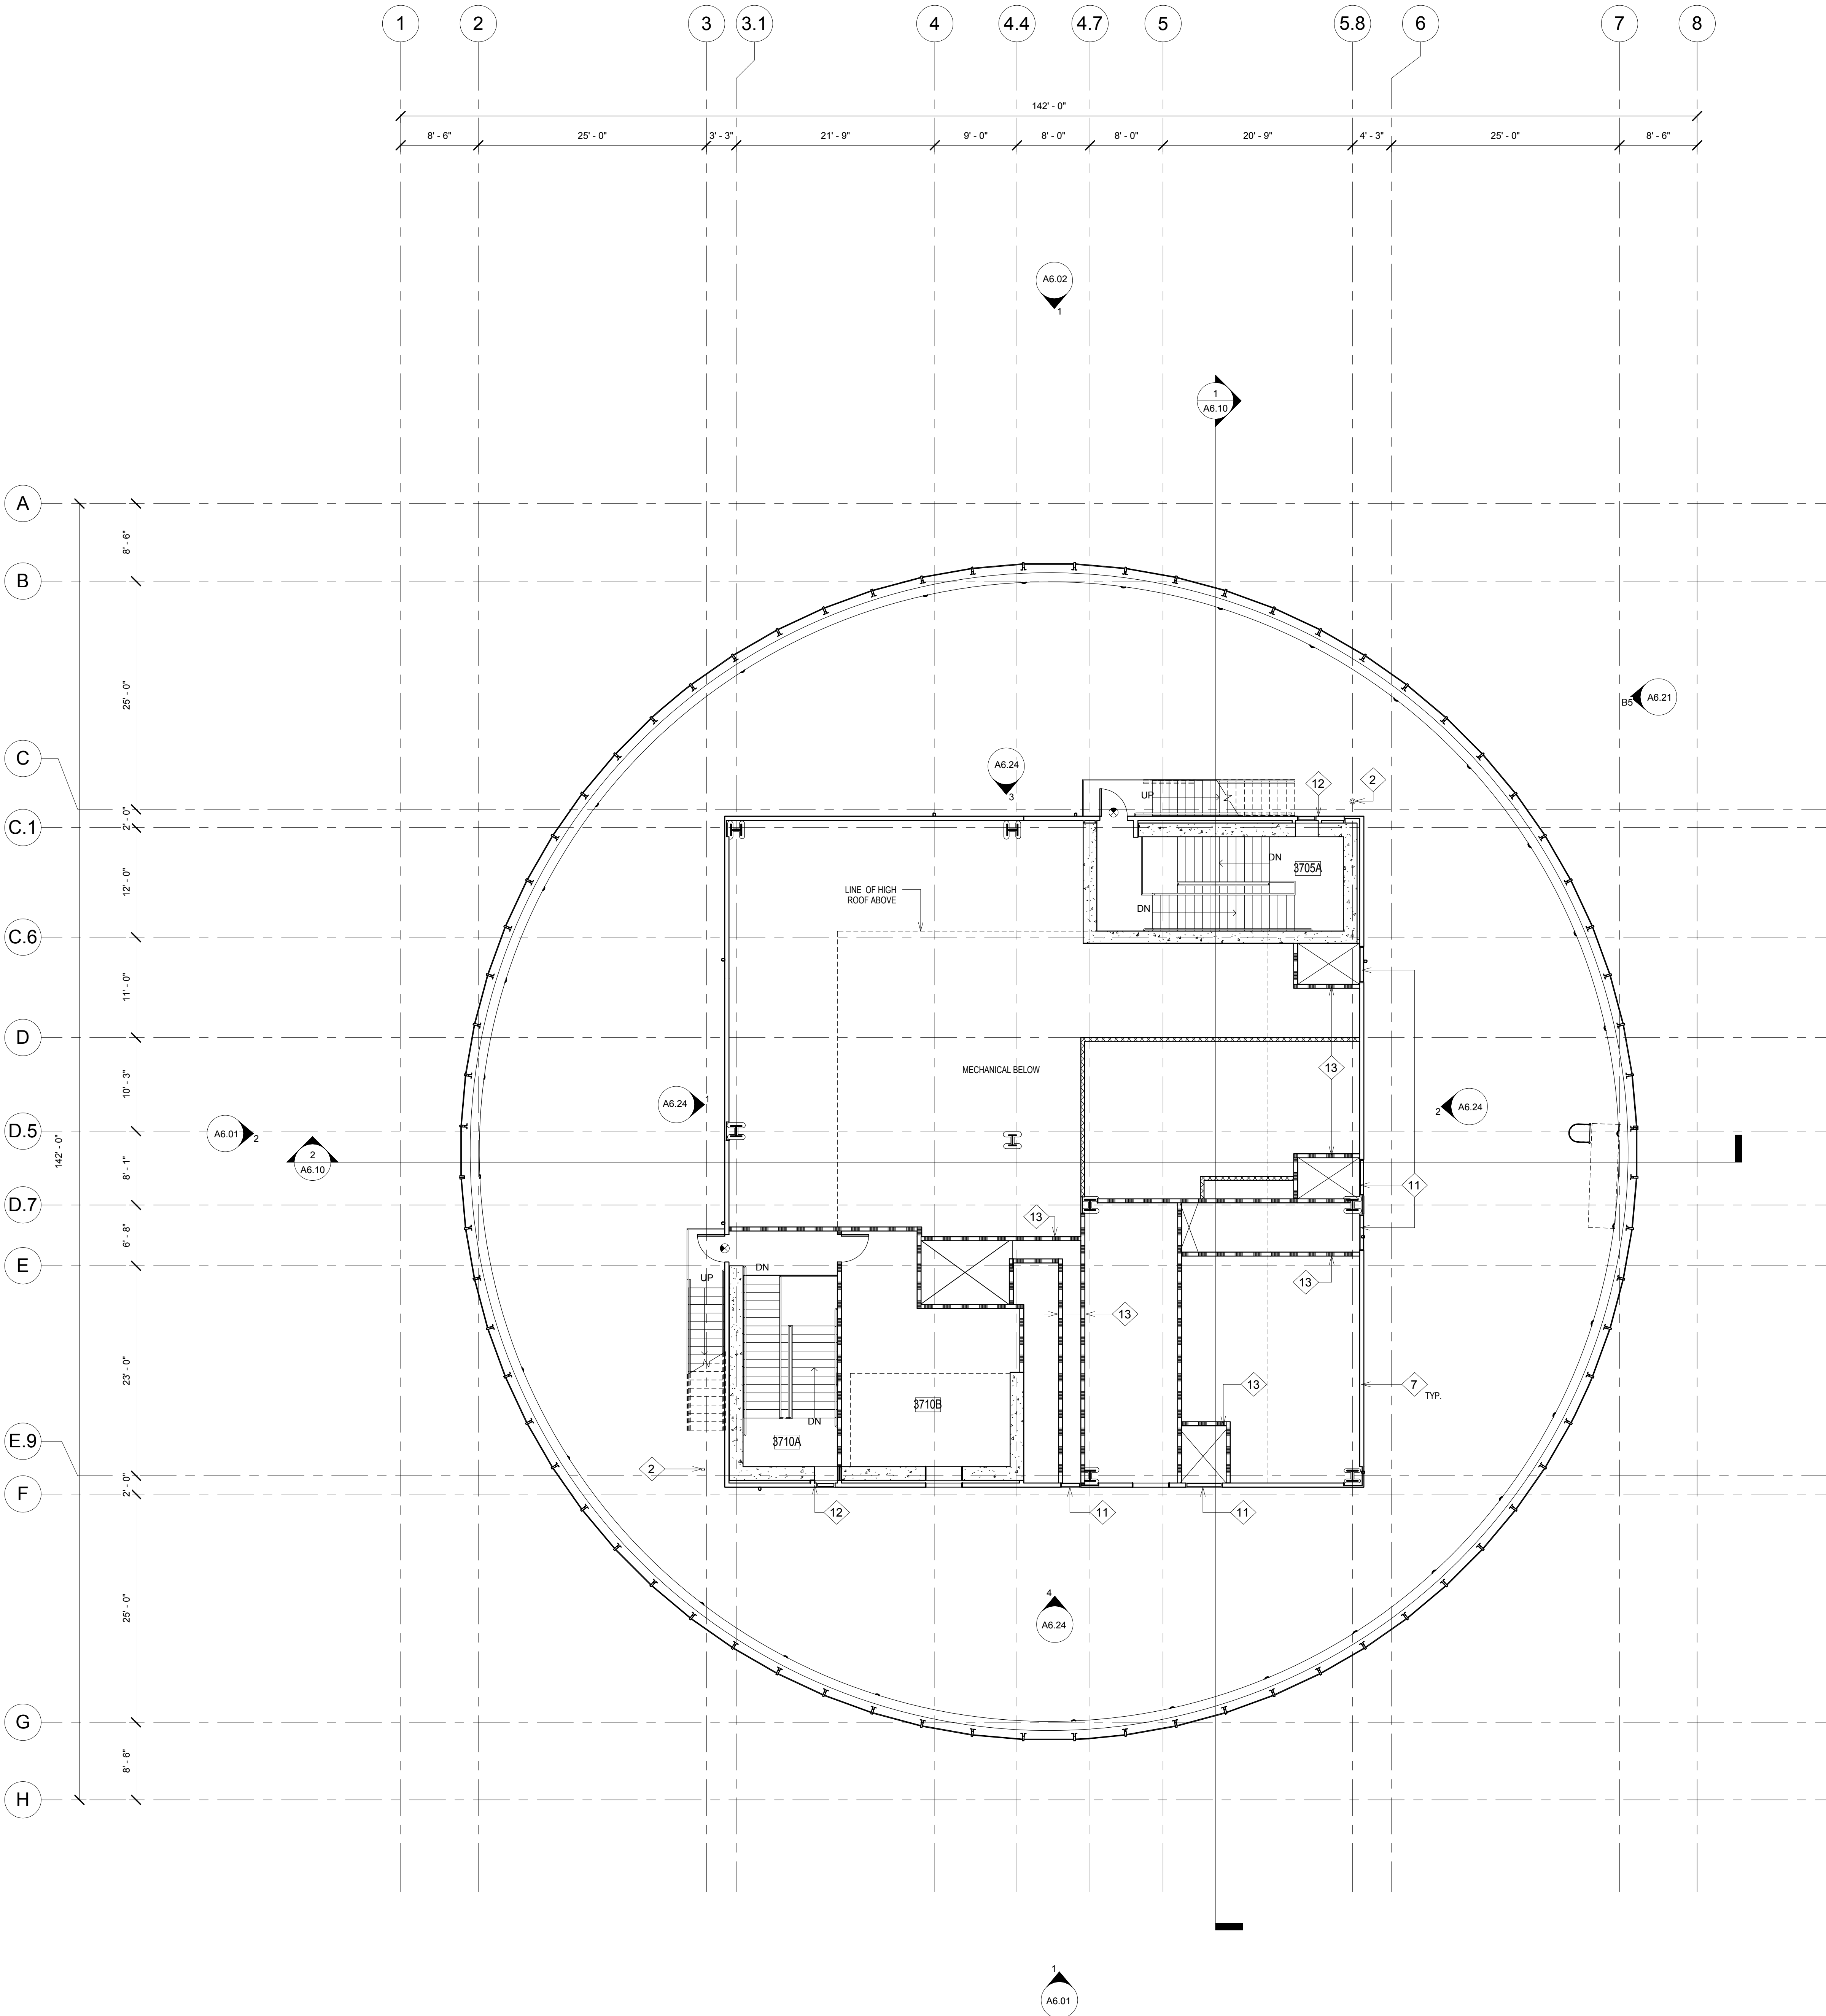 1
2
3
3.1
4
4.4
4.7
5
5.8
6
7
8
142' - 0"
8' - 6"
25' - 0"
3' - 3"
21' - 9"
9' - 0"
8' - 0"
8' - 0"
20' - 9"
4' - 3"
25' - 0"
8' - 6"
A6.02
1
1
A6.10
A
8' - 6"
B
25' - 0"
B5
A6.21
C
A6.24
3
12
2
UP
2' - 0"
C.1
DN
3705A
12' - 0"
LINE OF HIGH
ROOF ABOVE
DN
C.6
11' - 0"
D
13
MECHANICAL BELOW
10' - 3"
A6.24
1
2
A6.24
D.5
A6.01
2
142' - 0"
2
A6.10
8' - 1"
11
D.7
13
6' - 8"
E
DN
UP
13
13
23' - 0"
13
7
TYP.
3710B
DN
3710A
E.9
2
2' - 0"
F
12
11
11
25' - 0"
4
A6.24
G
8' - 6"
H
1
A6.01